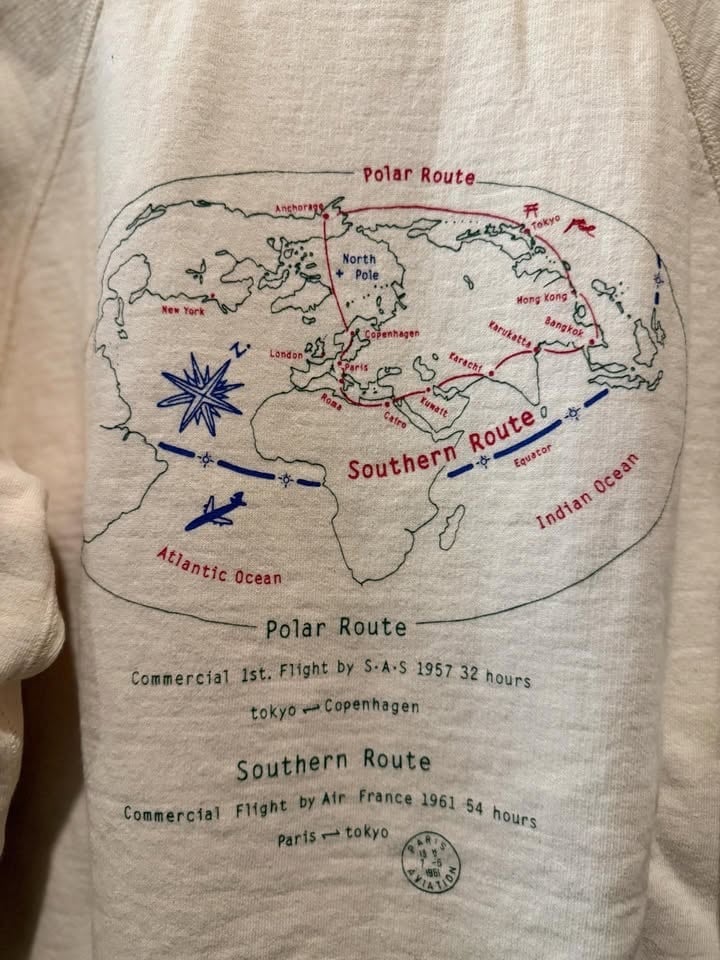 Polar Route
Anchorage
Tokyo
North
+ Pole
New York
Hong Kong
Bangkok
Copenhagen
Karukatta
London
Paris
Karachi
Roma
Cairo
Kuwait
N.
Southern Route
Equator
Indian Ocean
Atlantic Ocean
Polar Route
Commercial 1st. Flight by S·A·S 1957 32 hours
tokyo ⇌ Copenhagen
Southern Route
Commercial Flight by Air France 1961 54 hours
Paris ⇌ tokyo
PARIS
1961
AVIATION